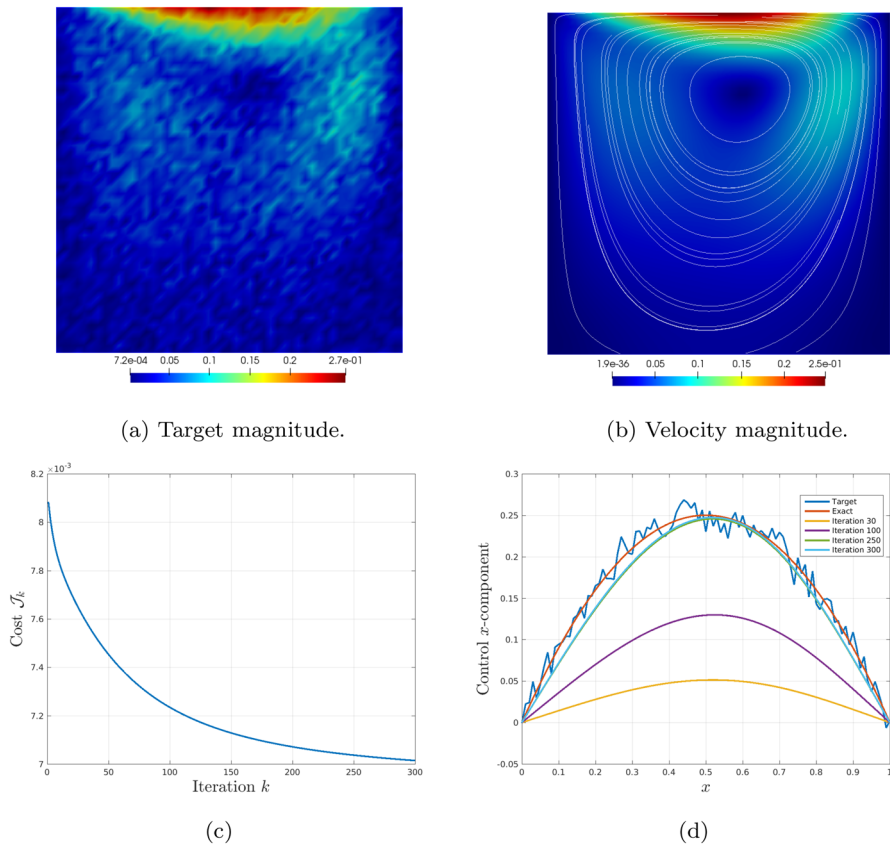 7.2e-04 0.05 0.1 0.15 0.2 2.7e-01
1.9e-36 0.05 0.1 0.15 0.2 2.5e-01
(a) Target magnitude.
(b) Velocity magnitude.
×10⁻³
8.2
8
7.8
7.6
7.4
7.2
7
Cost 𝒥ₖ
0 50 100 150 200 250 300
Iteration k
(c)
0.3
0.25
0.2
0.15
0.1
0.05
0
-0.05
Control x-component
Target
Exact
Iteration 30
Iteration 100
Iteration 250
Iteration 300
0 0.1 0.2 0.3 0.4 0.5 0.6 0.7 0.8 0.9 1
x
(d)